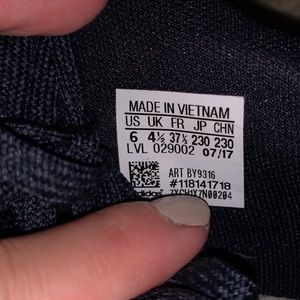 MADE IN VIETNAM
US UK FR JP CHN
6 4½ 37⅓ 230 230
LVL 029002 07/17
ART BY9316
#118141718
adidas